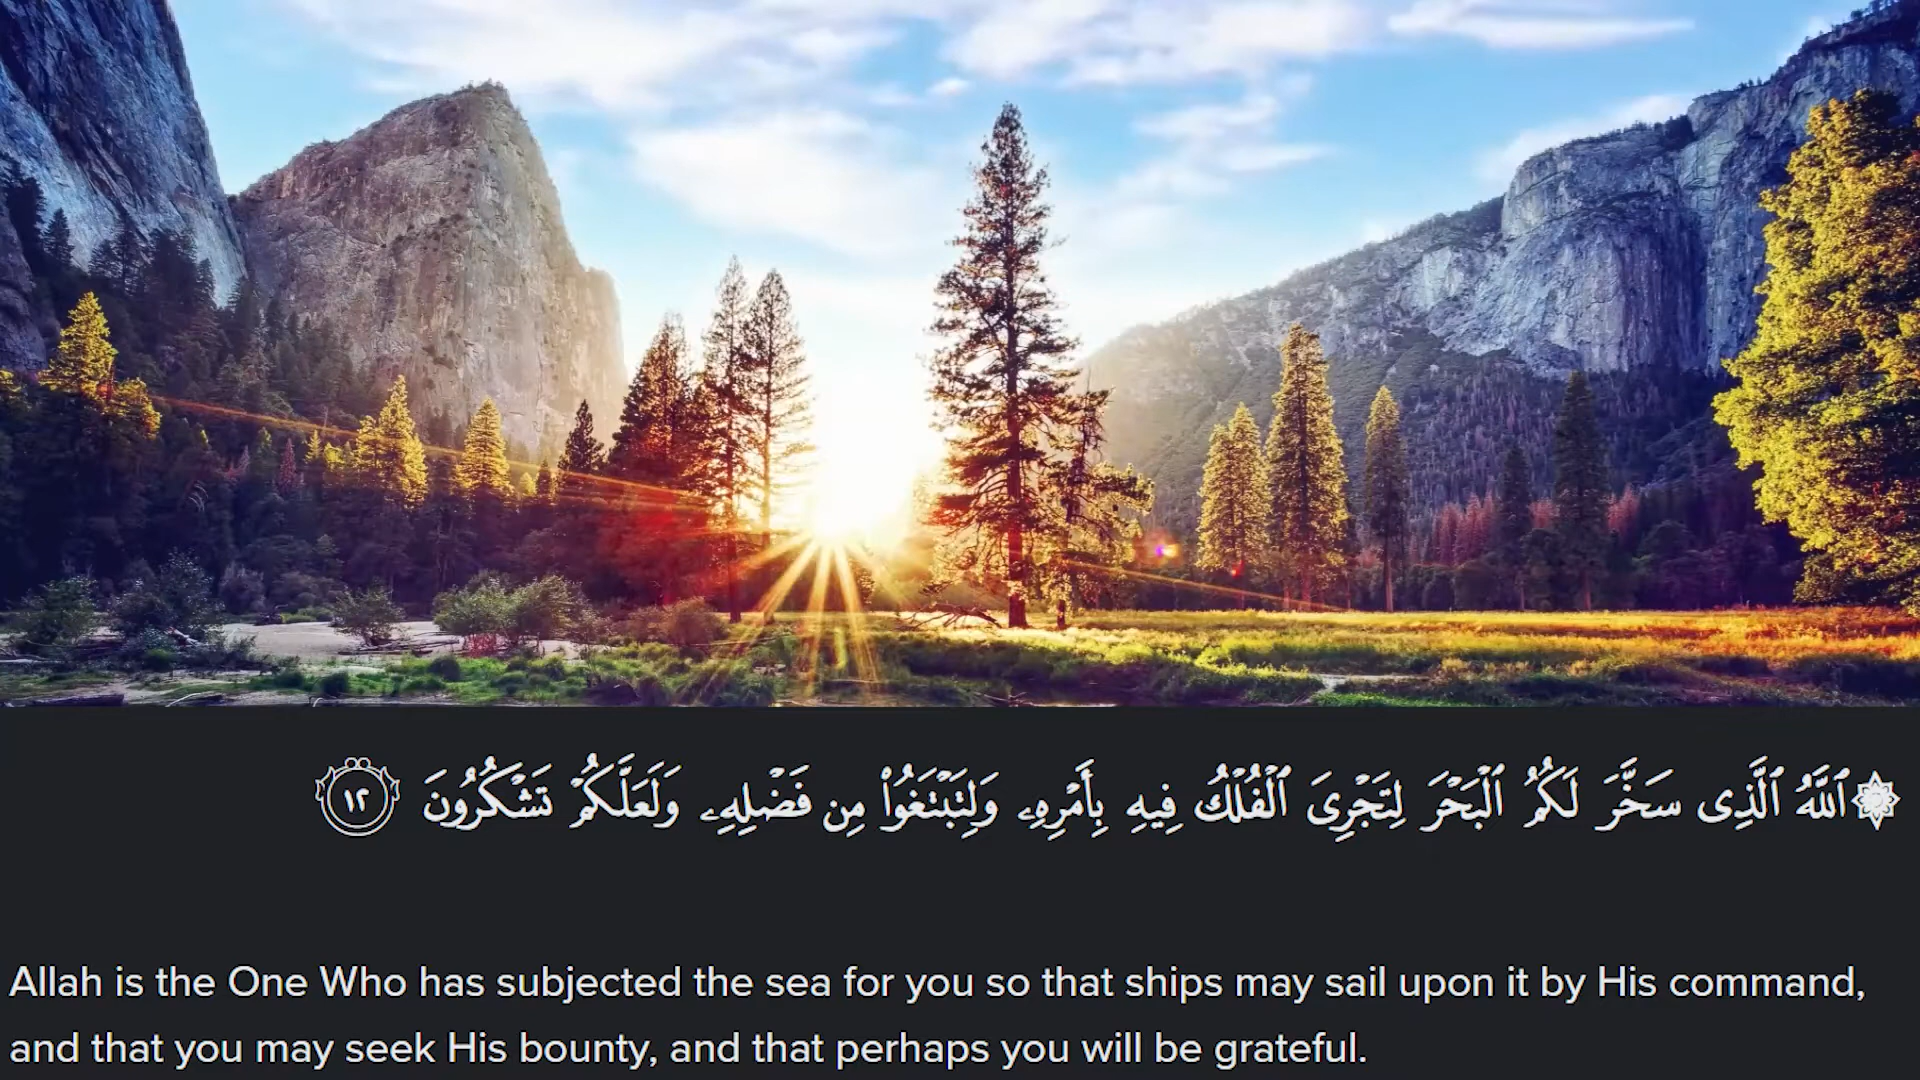 ۞ ٱللَّهُ ٱلَّذِى سَخَّرَ لَكُمُ ٱلْبَحْرَ لِتَجْرِىَ ٱلْفُلْكُ فِيهِ بِأَمْرِهِۦ وَلِتَبْتَغُوا۟ مِن فَضْلِهِۦ وَلَعَلَّكُمْ تَشْكُرُونَ ١٢
Allah is the One Who has subjected the sea for you so that ships may sail upon it by His command,
and that you may seek His bounty, and that perhaps you will be grateful.